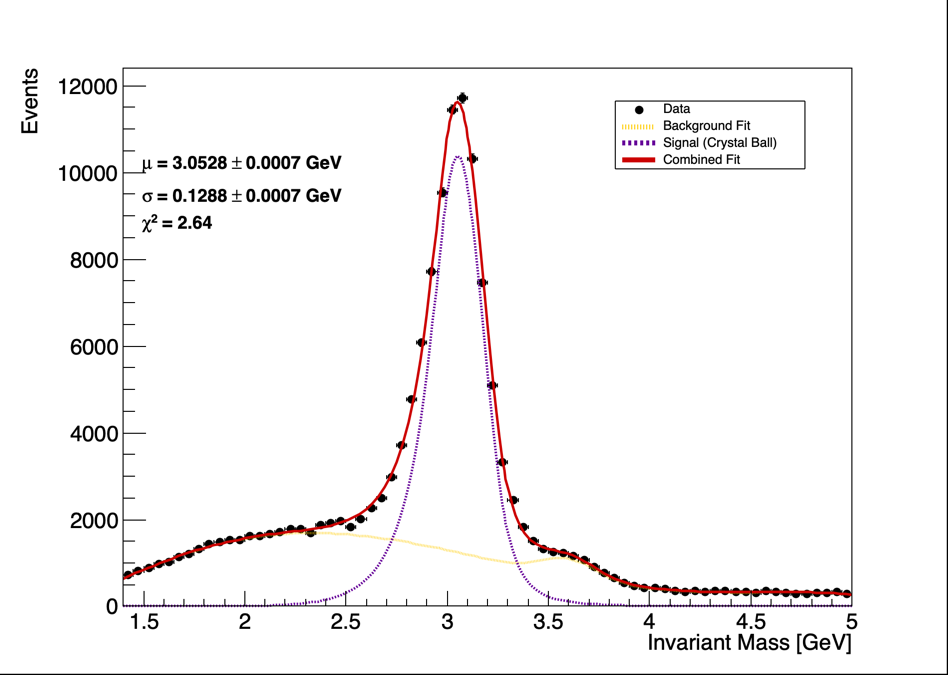 Events
12000
10000
8000
6000
4000
2000
0
μ = 3.0528 ± 0.0007 GeV
σ = 0.1288 ± 0.0007 GeV
χ² = 2.64
Data
Background Fit
Signal (Crystal Ball)
Combined Fit
1.5 2 2.5 3 3.5 4 4.5 5
Invariant Mass [GeV]